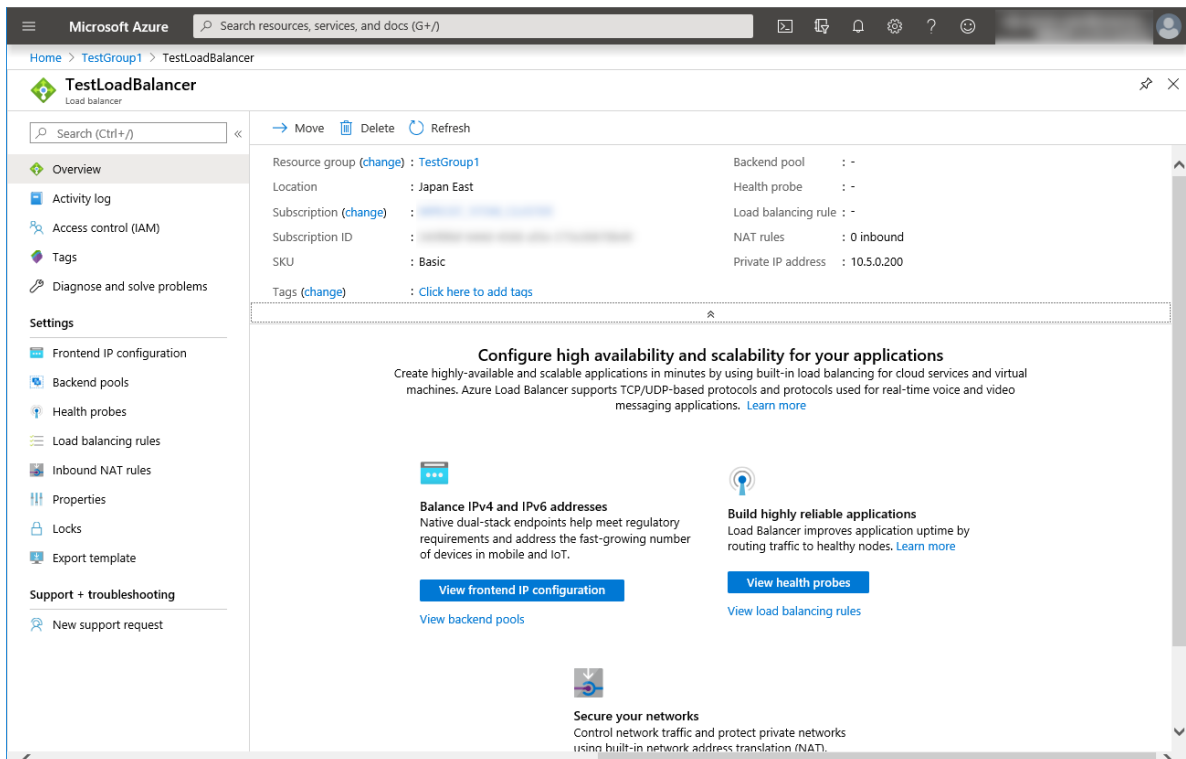 Microsoft Azure
Search resources, services, and docs (G+/)
Home > TestGroup1 > TestLoadBalancer
TestLoadBalancer
Load balancer
Search (Ctrl+/)
«
Move Delete Refresh
Overview
Activity log
Access control (IAM)
Tags
Diagnose and solve problems
Settings
Frontend IP configuration
Backend pools
Health probes
Load balancing rules
Inbound NAT rules
Properties
Locks
Export template
Support + troubleshooting
New support request
Resource group (change) : TestGroup1
Location : Japan East
Subscription (change) :
Subscription ID :
SKU : Basic
Tags (change) : Click here to add tags
Backend pool : -
Health probe : -
Load balancing rule : -
NAT rules : 0 inbound
Private IP address : 10.5.0.200
Configure high availability and scalability for your applications
Create highly-available and scalable applications in minutes by using built-in load balancing for cloud services and virtual
machines. Azure Load Balancer supports TCP/UDP-based protocols and protocols used for real-time voice and video
messaging applications. Learn more
Balance IPv4 and IPv6 addresses
Native dual-stack endpoints help meet regulatory
requirements and address the fast-growing number
of devices in mobile and IoT.
View frontend IP configuration
View backend pools
Build highly reliable applications
Load Balancer improves application uptime by
routing traffic to healthy nodes. Learn more
View health probes
View load balancing rules
Secure your networks
Control network traffic and protect private networks
using built-in network address translation (NAT).